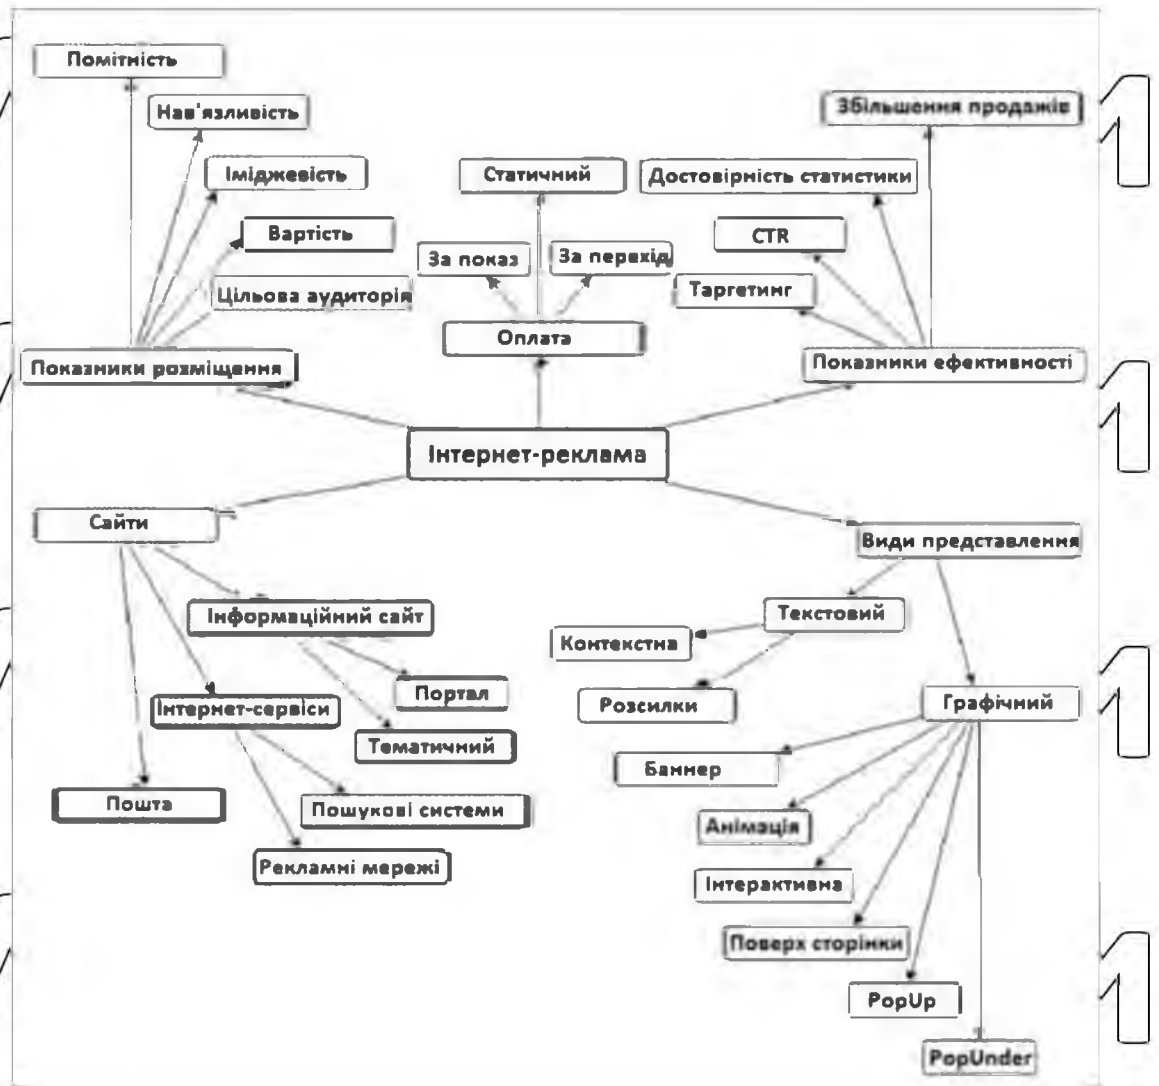 Помітність
Нав'язливість
Збільшення продажів
Іміджевість
Статичний
Достовірність статистики
Вартість
CTR
За показ
За перехід
Цільова аудиторія
Таргетинг
Оплата
Показники розміщення
Показники ефективності
Інтернет-реклама
Сайти
Види представлення
Інформаційний сайт
Текстовий
Контекстна
Портал
Інтернет-сервіси
Розсилки
Графічний
Тематичний
Баннер
Пошта
Пошукові системи
Анімація
Рекламні мережі
Інтерактивна
Поверх сторінки
PopUp
PopUnder